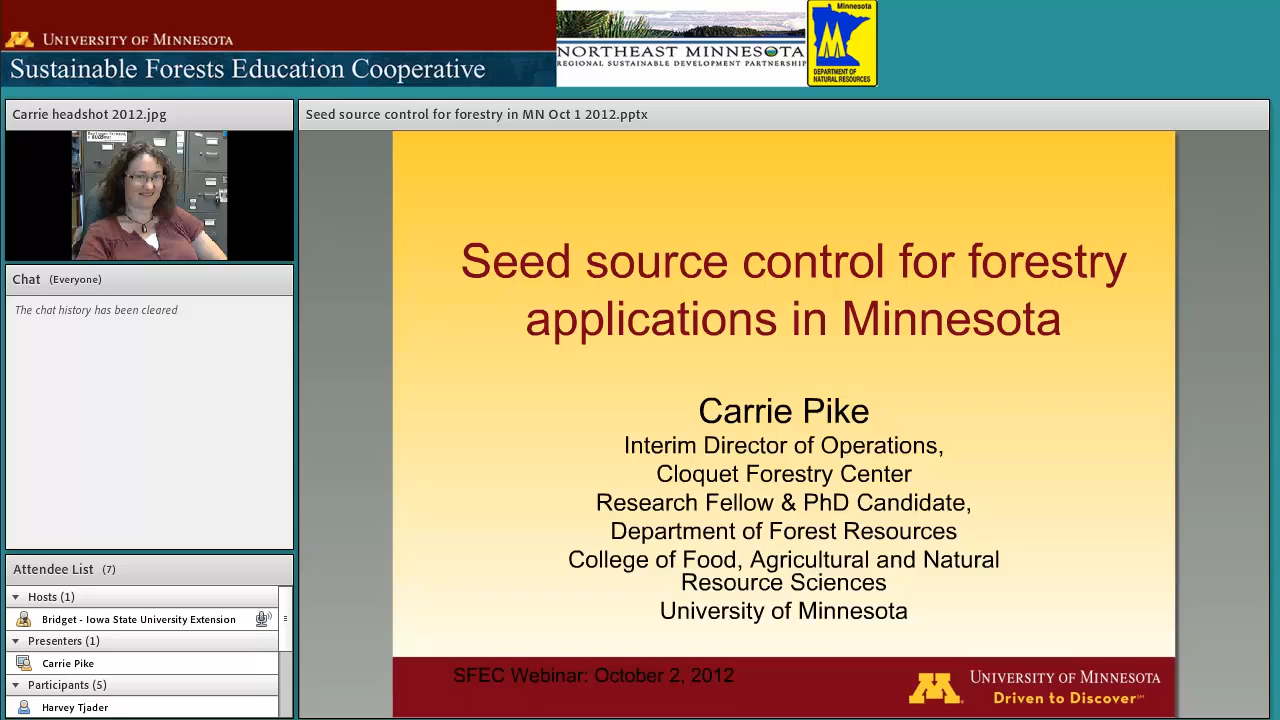 UNIVERSITY OF MINNESOTA
Sustainable Forests Education Cooperative
NORTHEAST MINNESOTA
REGIONAL SUSTAINABLE DEVELOPMENT PARTNERSHIP
Minnesota
DEPARTMENT OF
NATURAL RESOURCES
Carrie headshot 2012.jpg
Chat (Everyone)
The chat history has been cleared
Attendee List (7)
Hosts (1)
Bridget - Iowa State University Extension
Presenters (1)
Carrie Pike
Participants (5)
Harvey Tjader
Seed source control for forestry in MN Oct 1 2012.pptx
Seed source control for forestry
applications in Minnesota
Carrie Pike
Interim Director of Operations,
Cloquet Forestry Center
Research Fellow & PhD Candidate,
Department of Forest Resources
College of Food, Agricultural and Natural
Resource Sciences
University of Minnesota
SFEC Webinar: October 2, 2012
UNIVERSITY OF MINNESOTA
Driven to Discover℠